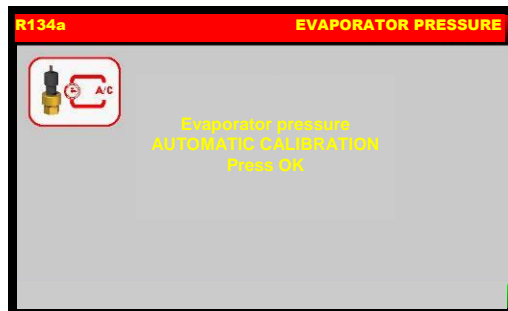 R134a EVAPORATOR PRESSURE
A/C
Evaporator pressure
AUTOMATIC CALIBRATION
Press OK